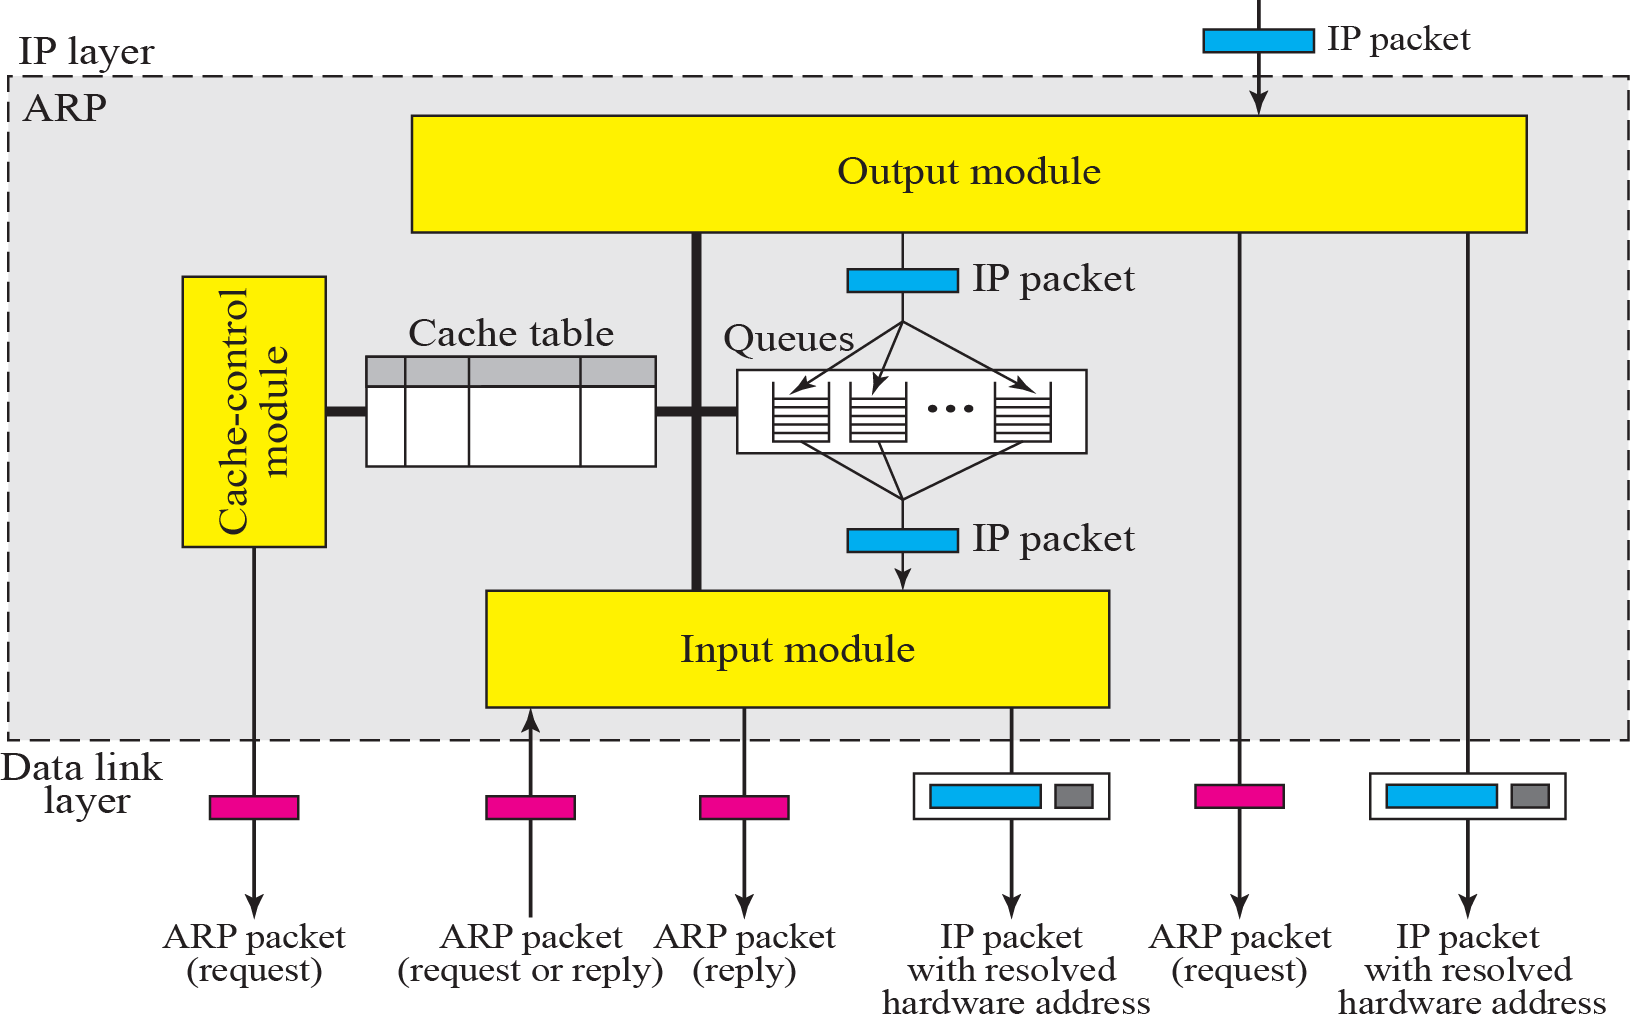 IP packet
IP layer
ARP
Output module
IP packet
Cache-control
module
Cache table
Queues
IP packet
Input module
Data link
layer
ARP packet
(request)
ARP packet
(request or reply)
ARP packet
(reply)
IP packet
with resolved
hardware address
ARP packet
(request)
IP packet
with resolved
hardware address